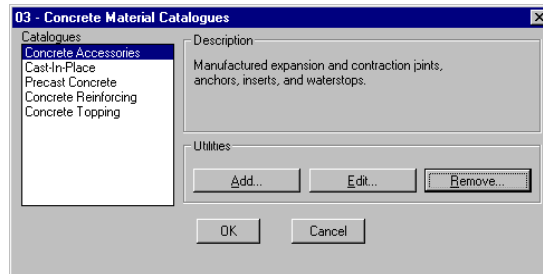 03 - Concrete Material Catalogues
Catalogues
Concrete Accessories
Cast-In-Place
Precast Concrete
Concrete Reinforcing
Concrete Topping
Description
Manufactured expansion and contraction joints,
anchors, inserts, and waterstops.
Utilities
Add...
Edit...
Remove...
OK
Cancel